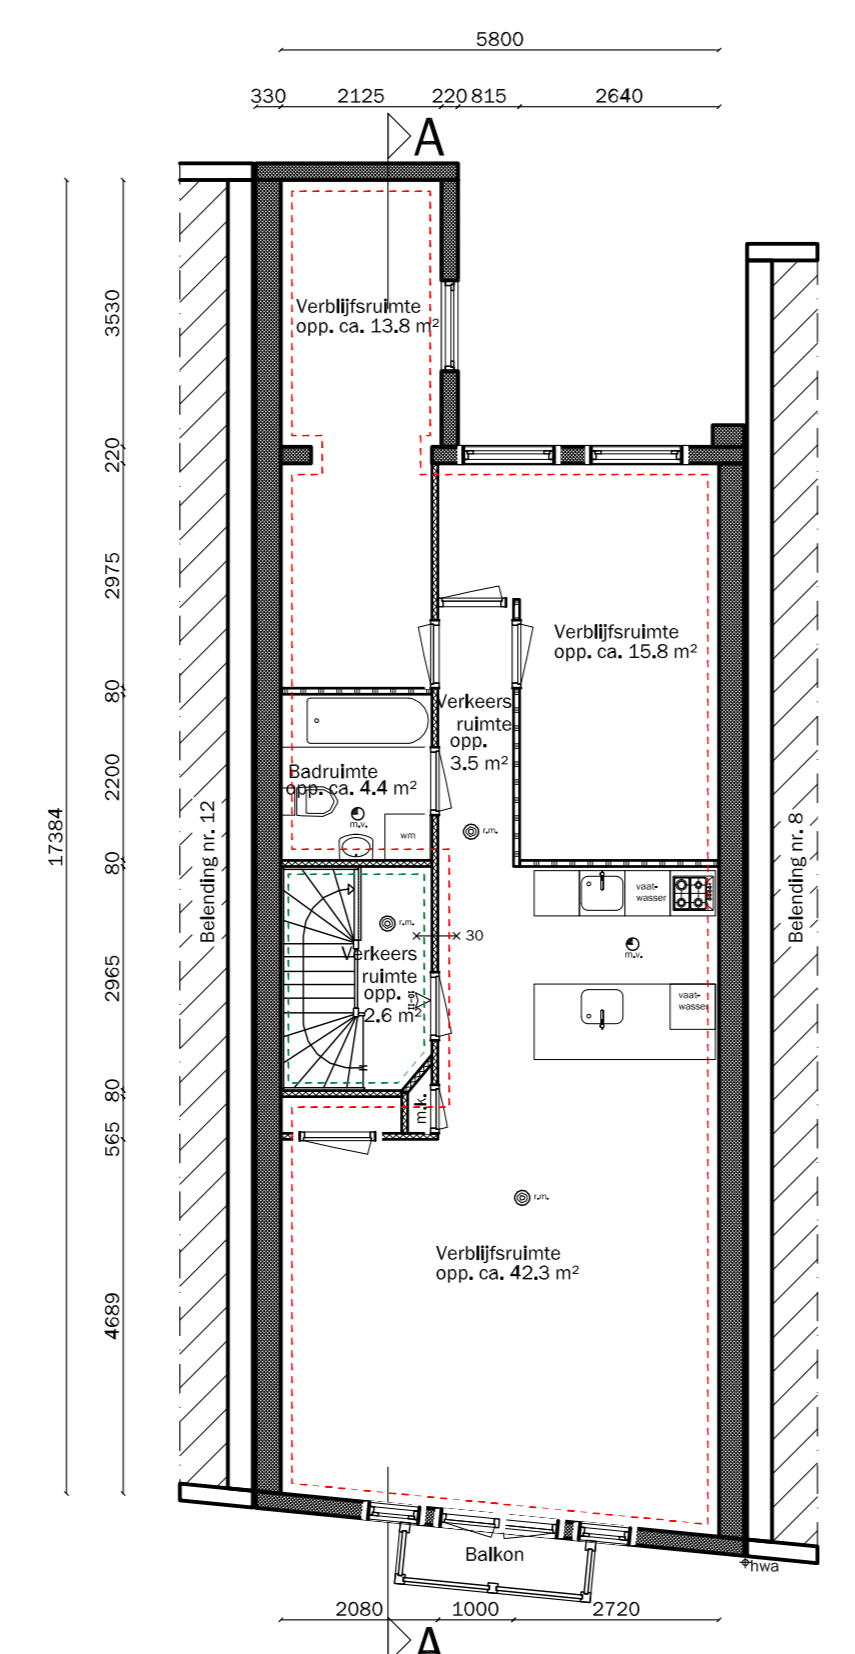 5800
330 2125 220 815 2640
A
3530
Verblijfsruimte
opp. ca. 13.8 m²
220
2975
Verblijfsruimte
opp. ca. 15.8 m²
80
Verkeers
ruimte
opp.
3.5 m²
2200
Badruimte
opp. ca. 4.4 m²
m.v.
wm
r.m.
17384
Belending nr. 12
Belending nr. 8
80
vaat-
wasser
r.m.
30
m.v.
2965
Verkeers
ruimte
opp.
2.6 m²
vaat-
wasser
80
m.k.
565
r.m.
Verblijfsruimte
opp. ca. 42.3 m²
4689
Balkon
hwa
2080 1000 2720
A